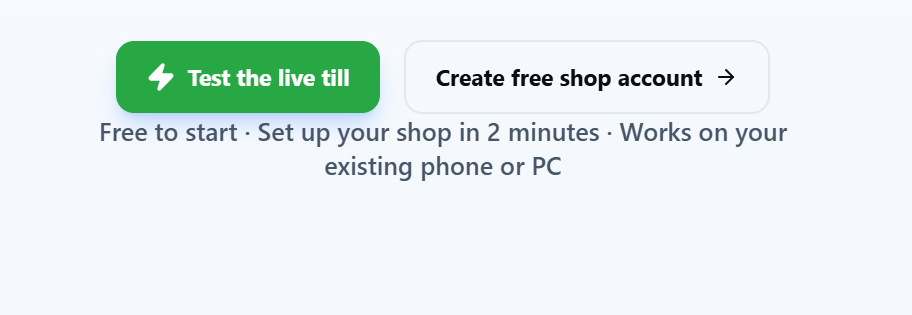 Test the live till
Create free shop account →
Free to start · Set up your shop in 2 minutes · Works on your
existing phone or PC